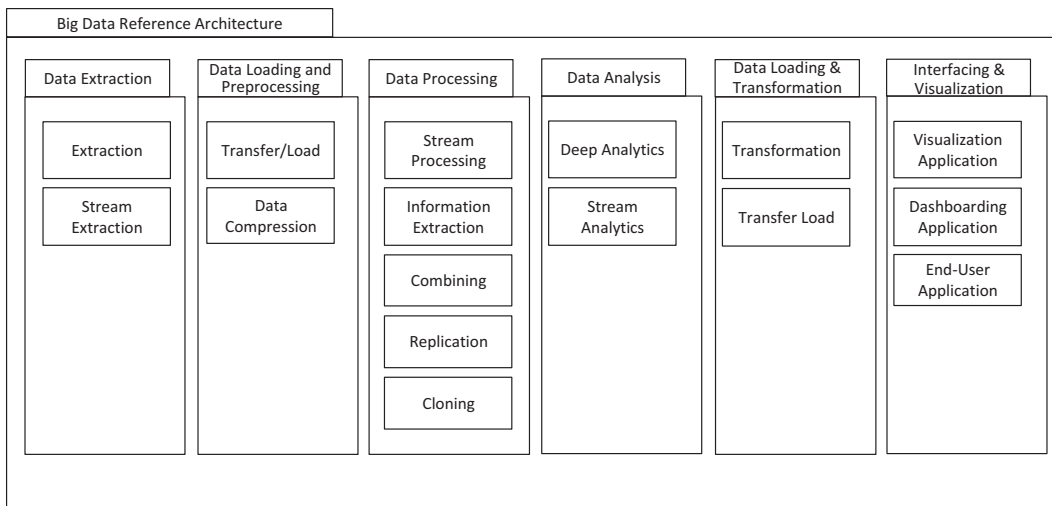 Big Data Reference Architecture
Data Extraction
Extraction
Stream
Extraction
Data Loading and
Preprocessing
Transfer/Load
Data
Compression
Data Processing
Stream
Processing
Information
Extraction
Combining
Replication
Cloning
Data Analysis
Deep Analytics
Stream
Analytics
Data Loading &
Transformation
Transformation
Transfer Load
Interfacing &
Visualization
Visualization
Application
Dashboarding
Application
End-User
Application